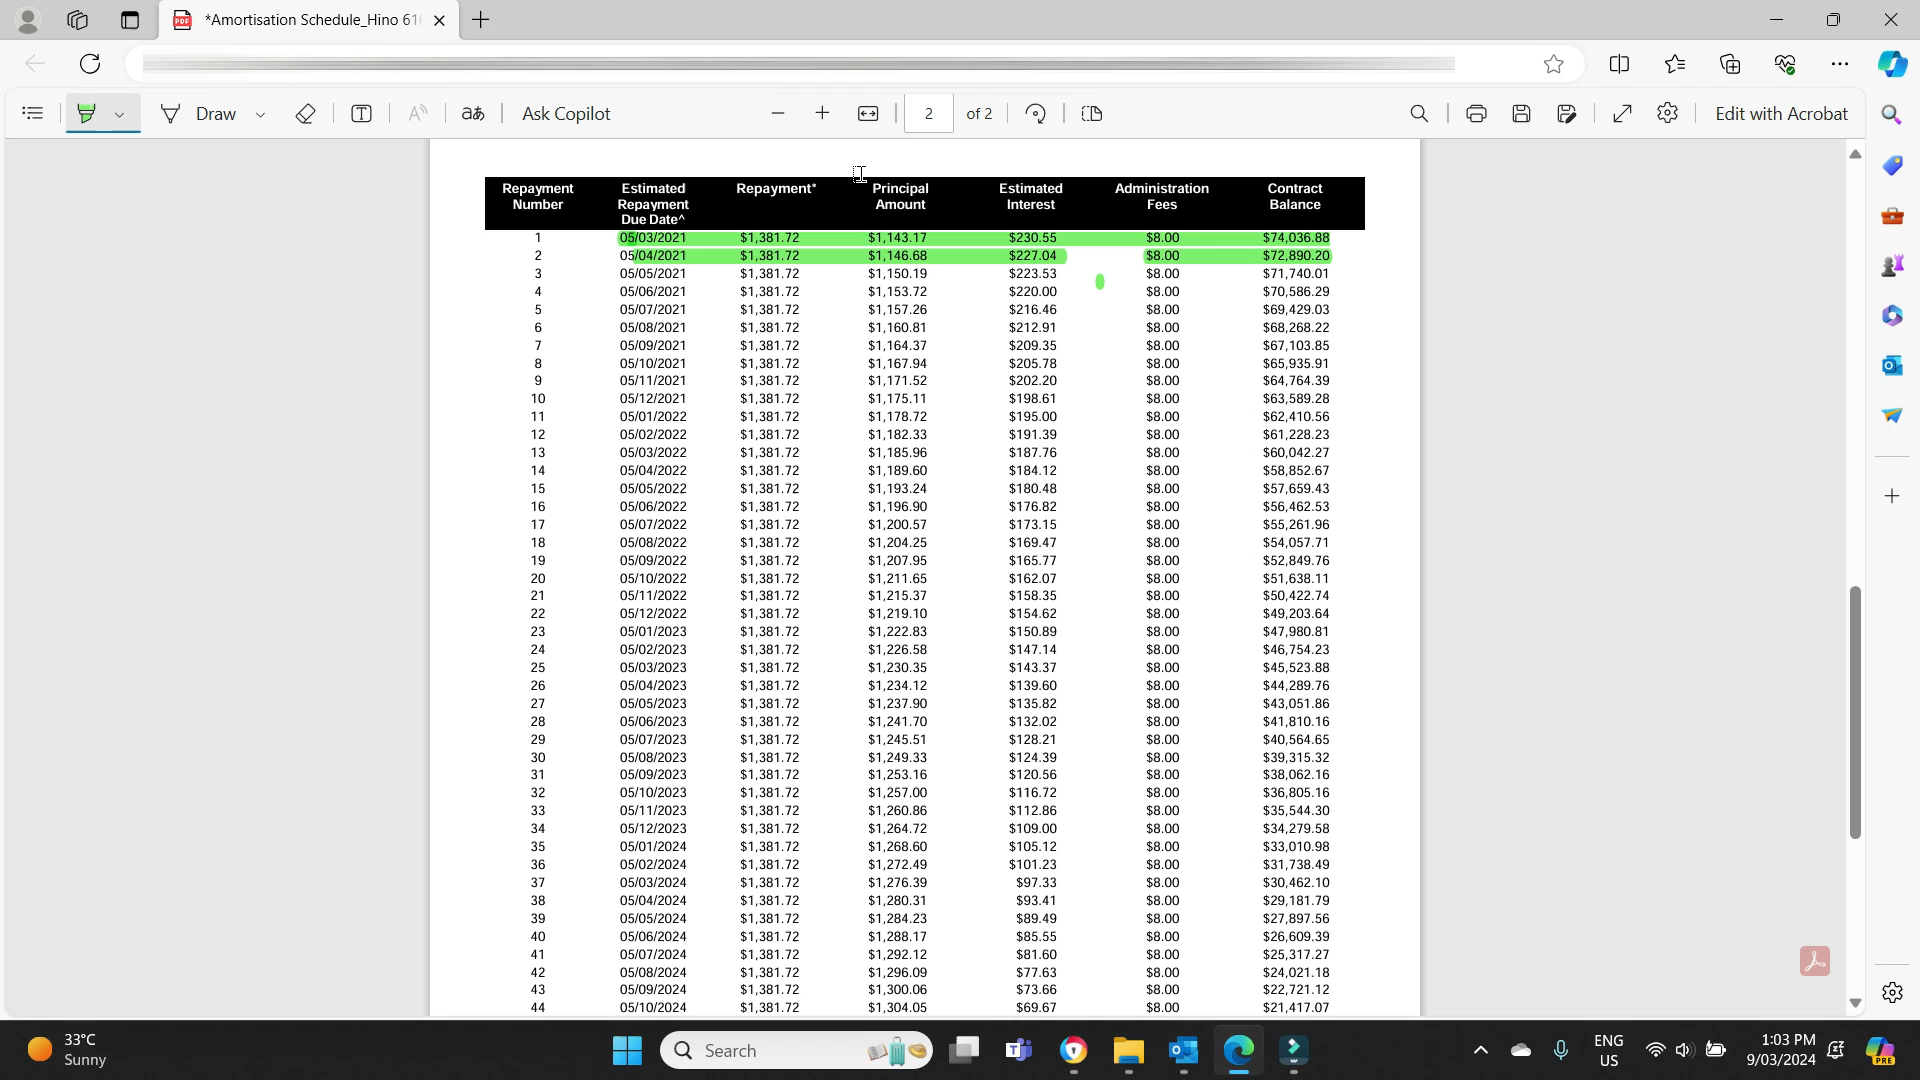 *Amortisation Schedule_Hino 616
Draw
aあ
Ask Copilot
2 of 2
Edit with Acrobat
Repayment Number Estimated Repayment Due Date^ Repayment* Principal Amount Estimated Interest Administration Fees Contract Balance
1 05/03/2021 $1,381.72 $1,143.17 $230.55 $8.00 $74,036.88
2 05/04/2021 $1,381.72 $1,146.68 $227.04 $8.00 $72,890.20
3 05/05/2021 $1,381.72 $1,150.19 $223.53 $8.00 $71,740.01
4 05/06/2021 $1,381.72 $1,153.72 $220.00 $8.00 $70,586.29
5 05/07/2021 $1,381.72 $1,157.26 $216.46 $8.00 $69,429.03
6 05/08/2021 $1,381.72 $1,160.81 $212.91 $8.00 $68,268.22
7 05/09/2021 $1,381.72 $1,164.37 $209.35 $8.00 $67,103.85
8 05/10/2021 $1,381.72 $1,167.94 $205.78 $8.00 $65,935.91
9 05/11/2021 $1,381.72 $1,171.52 $202.20 $8.00 $64,764.39
10 05/12/2021 $1,381.72 $1,175.11 $198.61 $8.00 $63,589.28
11 05/01/2022 $1,381.72 $1,178.72 $195.00 $8.00 $62,410.56
12 05/02/2022 $1,381.72 $1,182.33 $191.39 $8.00 $61,228.23
13 05/03/2022 $1,381.72 $1,185.96 $187.76 $8.00 $60,042.27
14 05/04/2022 $1,381.72 $1,189.60 $184.12 $8.00 $58,852.67
15 05/05/2022 $1,381.72 $1,193.24 $180.48 $8.00 $57,659.43
16 05/06/2022 $1,381.72 $1,196.90 $176.82 $8.00 $56,462.53
17 05/07/2022 $1,381.72 $1,200.57 $173.15 $8.00 $55,261.96
18 05/08/2022 $1,381.72 $1,204.25 $169.47 $8.00 $54,057.71
19 05/09/2022 $1,381.72 $1,207.95 $165.77 $8.00 $52,849.76
20 05/10/2022 $1,381.72 $1,211.65 $162.07 $8.00 $51,638.11
21 05/11/2022 $1,381.72 $1,215.37 $158.35 $8.00 $50,422.74
22 05/12/2022 $1,381.72 $1,219.10 $154.62 $8.00 $49,203.64
23 05/01/2023 $1,381.72 $1,222.83 $150.89 $8.00 $47,980.81
24 05/02/2023 $1,381.72 $1,226.58 $147.14 $8.00 $46,754.23
25 05/03/2023 $1,381.72 $1,230.35 $143.37 $8.00 $45,523.88
26 05/04/2023 $1,381.72 $1,234.12 $139.60 $8.00 $44,289.76
27 05/05/2023 $1,381.72 $1,237.90 $135.82 $8.00 $43,051.86
28 05/06/2023 $1,381.72 $1,241.70 $132.02 $8.00 $41,810.16
29 05/07/2023 $1,381.72 $1,245.51 $128.21 $8.00 $40,564.65
30 05/08/2023 $1,381.72 $1,249.33 $124.39 $8.00 $39,315.32
31 05/09/2023 $1,381.72 $1,253.16 $120.56 $8.00 $38,062.16
32 05/10/2023 $1,381.72 $1,257.00 $116.72 $8.00 $36,805.16
33 05/11/2023 $1,381.72 $1,260.86 $112.86 $8.00 $35,544.30
34 05/12/2023 $1,381.72 $1,264.72 $109.00 $8.00 $34,279.58
35 05/01/2024 $1,381.72 $1,268.60 $105.12 $8.00 $33,010.98
36 05/02/2024 $1,381.72 $1,272.49 $101.23 $8.00 $31,738.49
37 05/03/2024 $1,381.72 $1,276.39 $97.33 $8.00 $30,462.10
38 05/04/2024 $1,381.72 $1,280.31 $93.41 $8.00 $29,181.79
39 05/05/2024 $1,381.72 $1,284.23 $89.49 $8.00 $27,897.56
40 05/06/2024 $1,381.72 $1,288.17 $85.55 $8.00 $26,609.39
41 05/07/2024 $1,381.72 $1,292.12 $81.60 $8.00 $25,317.27
42 05/08/2024 $1,381.72 $1,296.09 $77.63 $8.00 $24,021.18
43 05/09/2024 $1,381.72 $1,300.06 $73.66 $8.00 $22,721.12
44 05/10/2024 $1,381.72 $1,304.05 $69.67 $8.00 $21,417.07
33°C
Sunny
Search
ENG
US
1:03 PM
9/03/2024